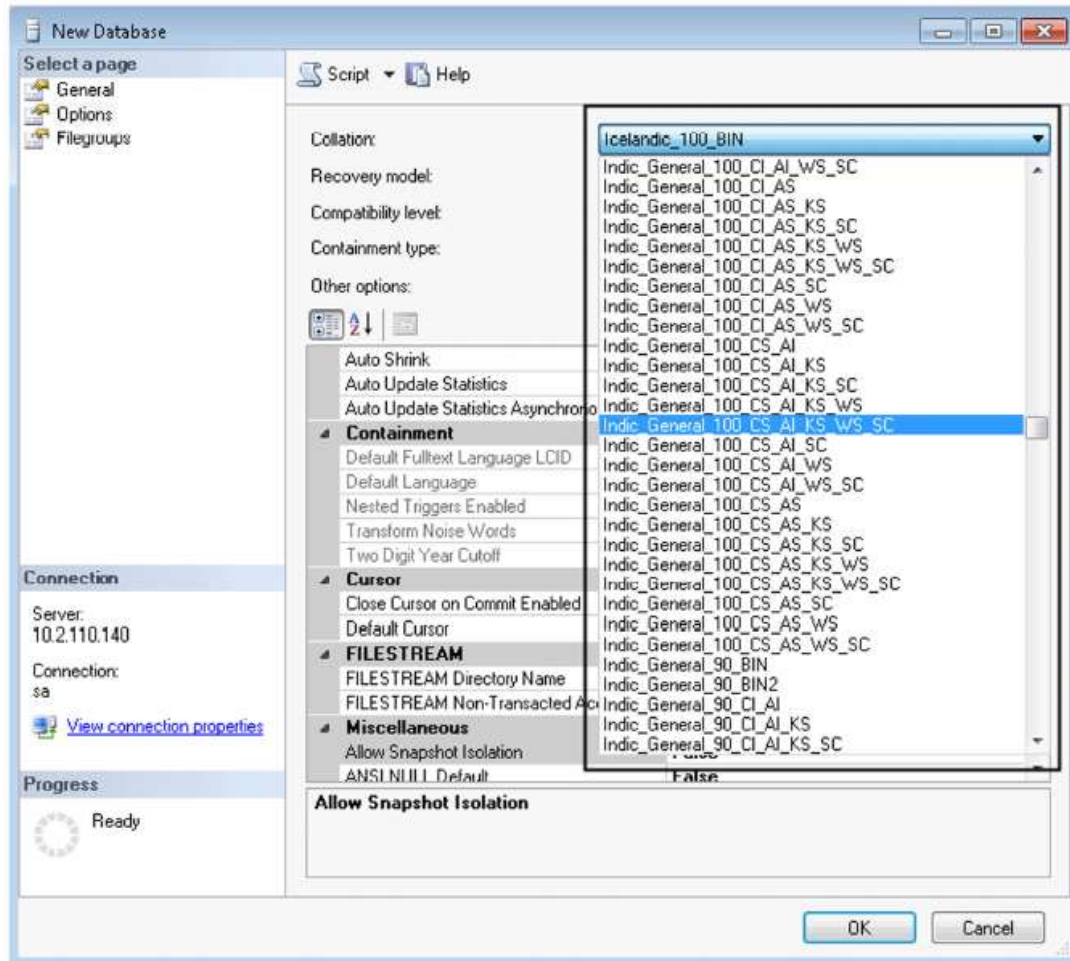 New Database
Select a page
General
Options
Filegroups
Script
Help
Collation:
Icelandic_100_BIN
Recovery model:
Compatibility level:
Containment type:
Other options:
Indic_General_100_CI_AI_WS_SC
Indic_General_100_CI_AS
Indic_General_100_CI_AS_KS
Indic_General_100_CI_AS_KS_SC
Indic_General_100_CI_AS_KS_WS
Indic_General_100_CI_AS_KS_WS_SC
Indic_General_100_CI_AS_SC
Indic_General_100_CI_AS_WS
Indic_General_100_CI_AS_WS_SC
Indic_General_100_CS_AI
Indic_General_100_CS_AI_KS
Indic_General_100_CS_AI_KS_SC
Indic_General_100_CS_AI_KS_WS
Indic_General_100_CS_AI_KS_WS_SC
Indic_General_100_CS_AI_SC
Indic_General_100_CS_AI_WS
Indic_General_100_CS_AI_WS_SC
Indic_General_100_CS_AS
Indic_General_100_CS_AS_KS
Indic_General_100_CS_AS_KS_SC
Indic_General_100_CS_AS_KS_WS
Indic_General_100_CS_AS_KS_WS_SC
Indic_General_100_CS_AS_SC
Indic_General_100_CS_AS_WS
Indic_General_100_CS_AS_WS_SC
Indic_General_90_BIN
Indic_General_90_BIN2
Indic_General_90_CI_AI
Indic_General_90_CI_AI_KS
Indic_General_90_CI_AI_KS_SC
Auto Shrink
Auto Update Statistics
Auto Update Statistics Asynchrono
Containment
Default Fulltext Language LCID
Default Language
Nested Triggers Enabled
Transform Noise Words
Two Digit Year Cutoff
Cursor
Close Cursor on Commit Enabled
Default Cursor
FILESTREAM
FILESTREAM Directory Name
FILESTREAM Non-Transacted Acc
Miscellaneous
Allow Snapshot Isolation False
ANSI NULL Default False
Allow Snapshot Isolation
Connection
Server:
10.2.110.140
Connection:
sa
View connection properties
Progress
Ready
OK
Cancel